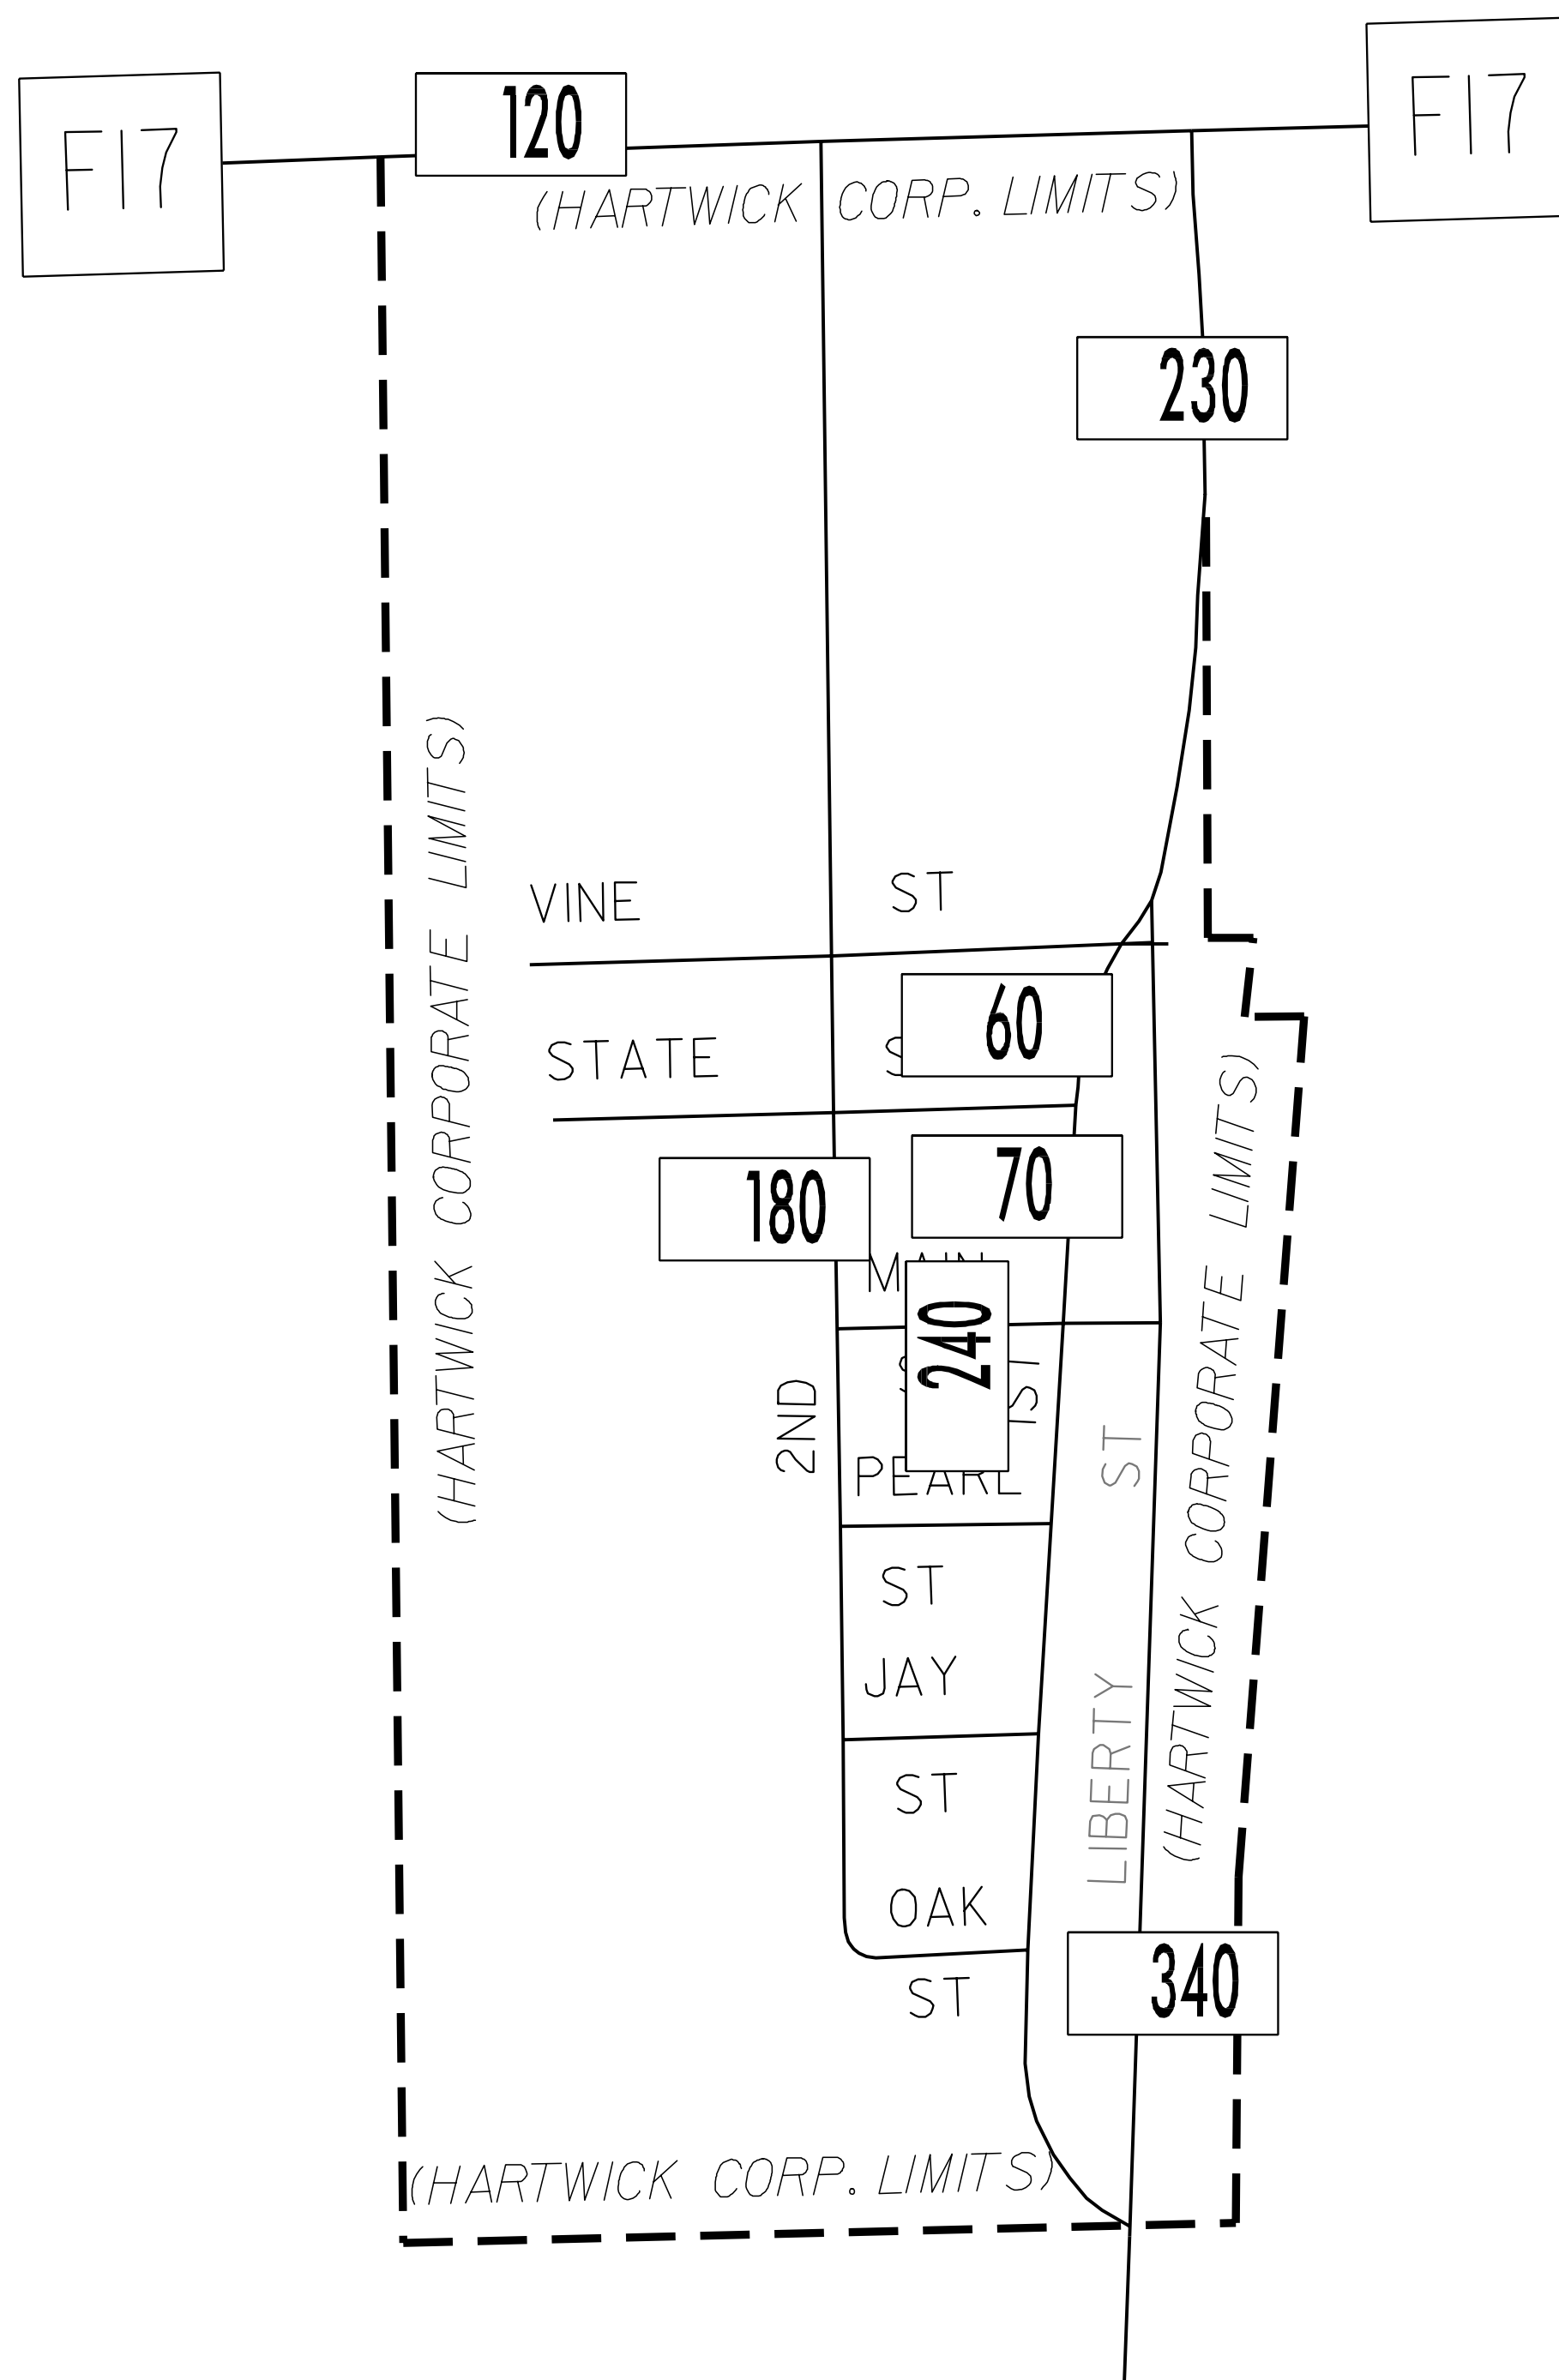 F17
120
F17
(HARTWICK CORP. LIMITS)
230
(HARTWICK CORPORATE LIMITS)
VINE ST
60
STATE
70
180
(HARTWICK CORPORATE LIMITS)
240
2ND
PEARL
ST
LIBERTY ST
JAY
ST
OAK
340
ST
(HARTWICK CORP. LIMITS)